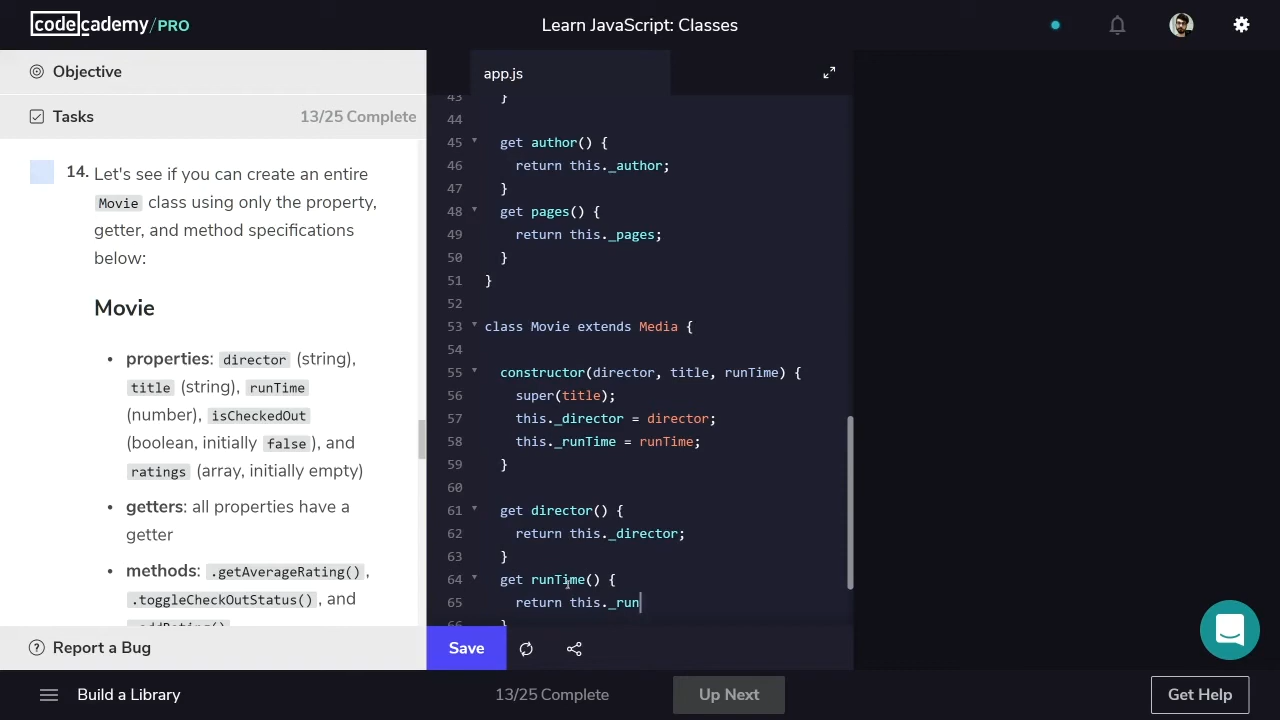 codecademy/PRO
Learn JavaScript: Classes
Objective
Tasks
13/25 Complete
14. Let's see if you can create an entire
Movie class using only the property,
getter, and method specifications
below:
Movie
• properties: director (string),
title (string), runTime
(number), isCheckedOut
(boolean, initially false), and
ratings (array, initially empty)
• getters: all properties have a
getter
• methods: .getAverageRating(),
.toggleCheckOutStatus(), and
.addRating()
? Report a Bug
app.js
43 }
44
45 get author() {
46 return this._author;
47 }
48 get pages() {
49 return this._pages;
50 }
51 }
52
53 class Movie extends Media {
54
55 constructor(director, title, runTime) {
56 super(title);
57 this._director = director;
58 this._runTime = runTime;
59 }
60
61 get director() {
62 return this._director;
63 }
64 get runTime() {
65 return this._run
66 }
Save
Build a Library
13/25 Complete
Up Next
Get Help